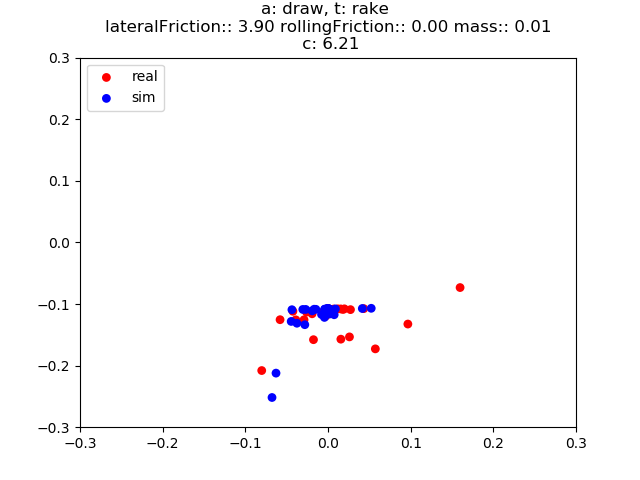 a: draw, t: rake
lateralFriction:: 3.90 rollingFriction:: 0.00 mass:: 0.01
c: 6.21
real
sim
0.3
0.2
0.1
0.0
−0.1
−0.2
−0.3
−0.3 −0.2 −0.1 0.0 0.1 0.2 0.3